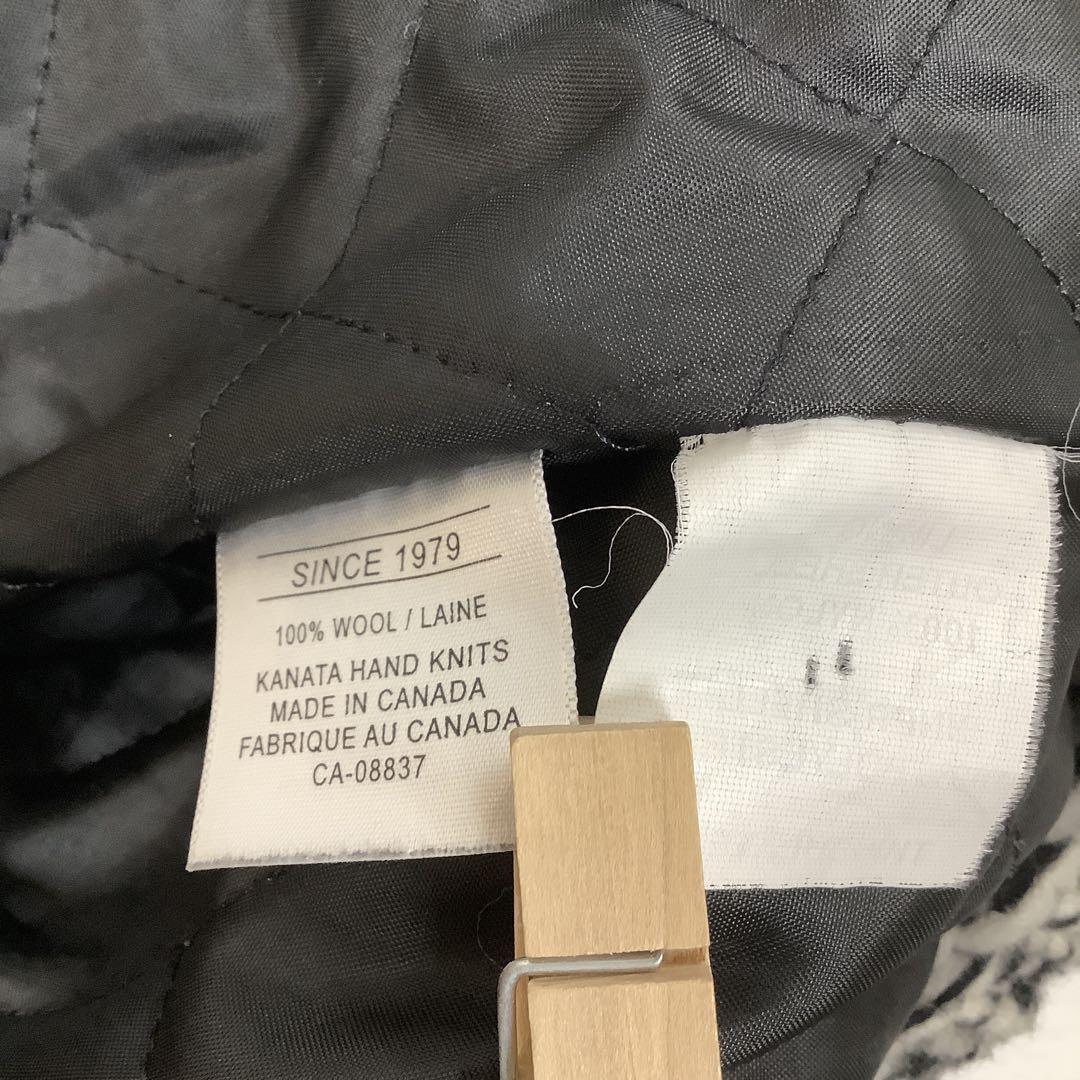 SINCE 1979
100% WOOL / LAINE
KANATA HAND KNITS
MADE IN CANADA
FABRIQUE AU CANADA
CA-08837